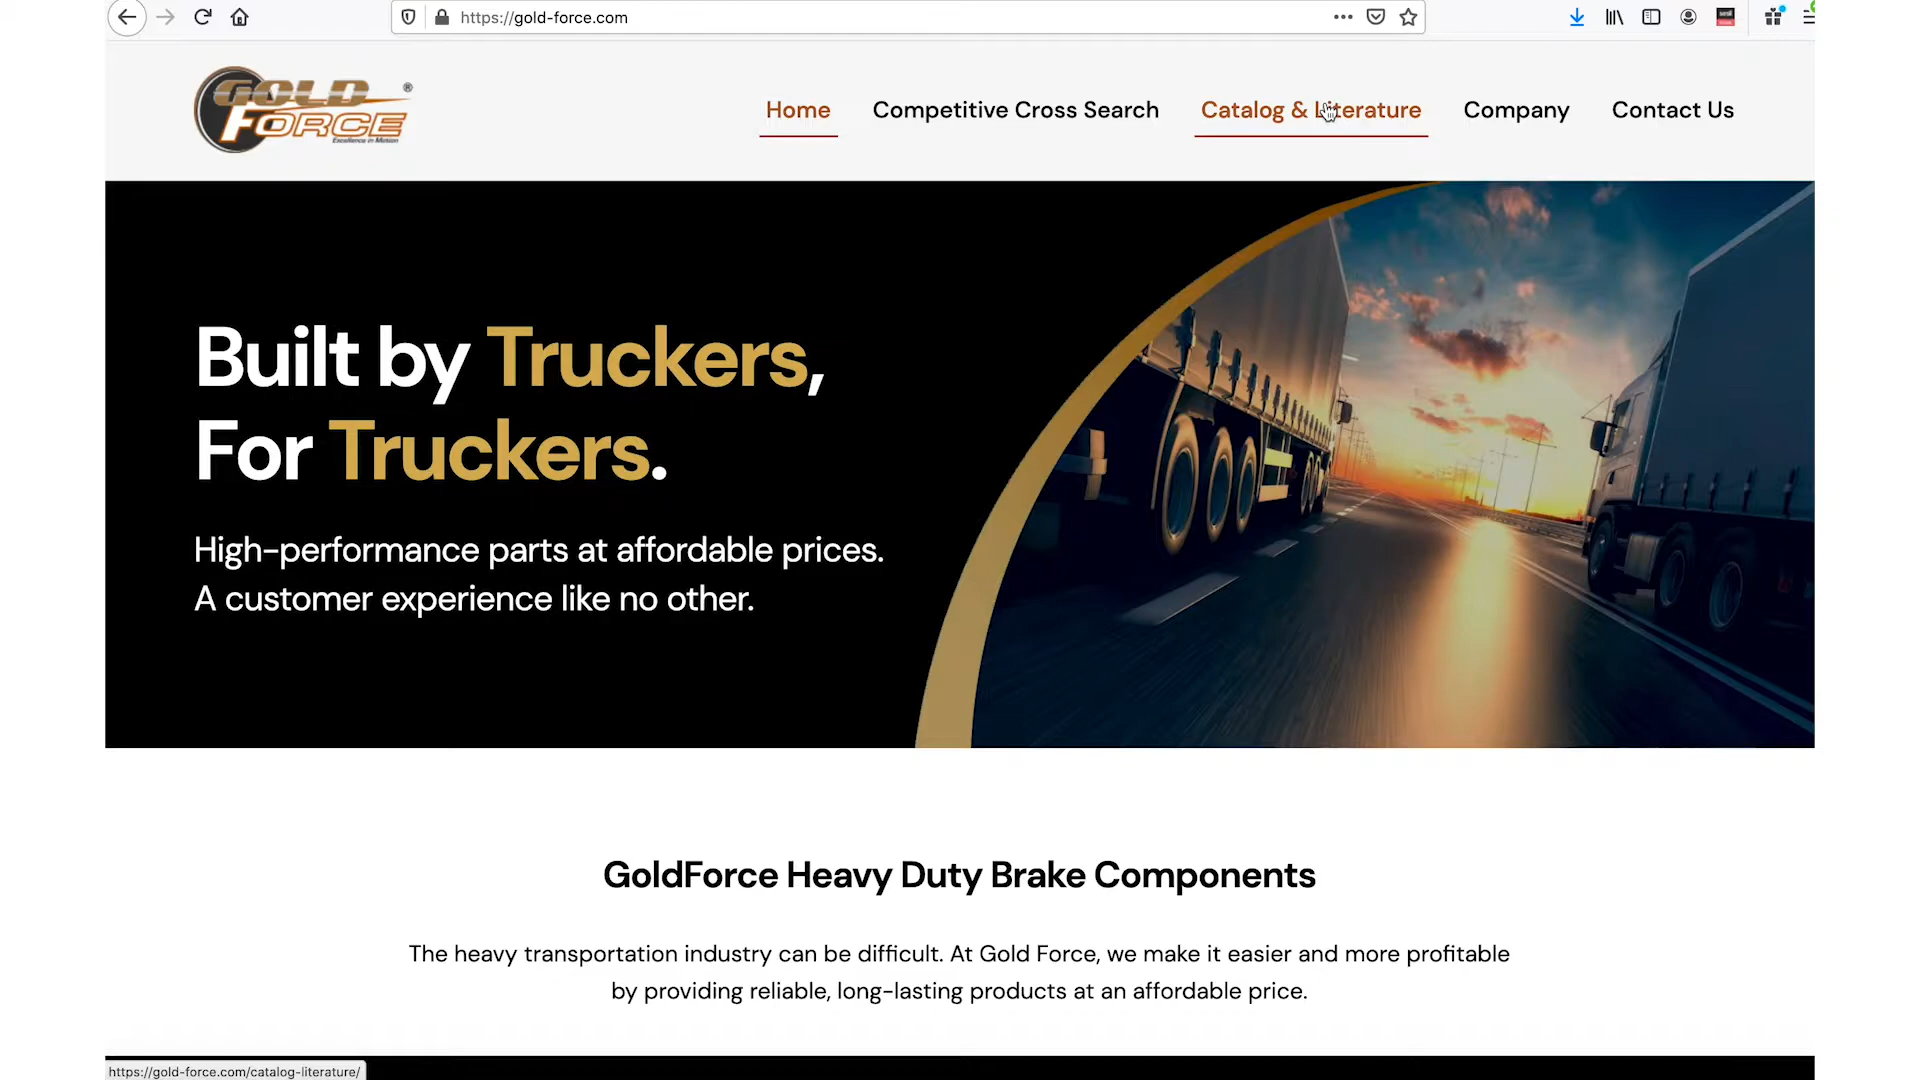 https://gold-force.com
GOLD FORCE ®
Excellence in Motion
Home
Competitive Cross Search
Catalog & Literature
Company
Contact Us
Built by Truckers,
For Truckers.
High-performance parts at affordable prices.
A customer experience like no other.
GoldForce Heavy Duty Brake Components
The heavy transportation industry can be difficult. At Gold Force, we make it easier and more profitable
by providing reliable, long-lasting products at an affordable price.
https://gold-force.com/catalog-literature/